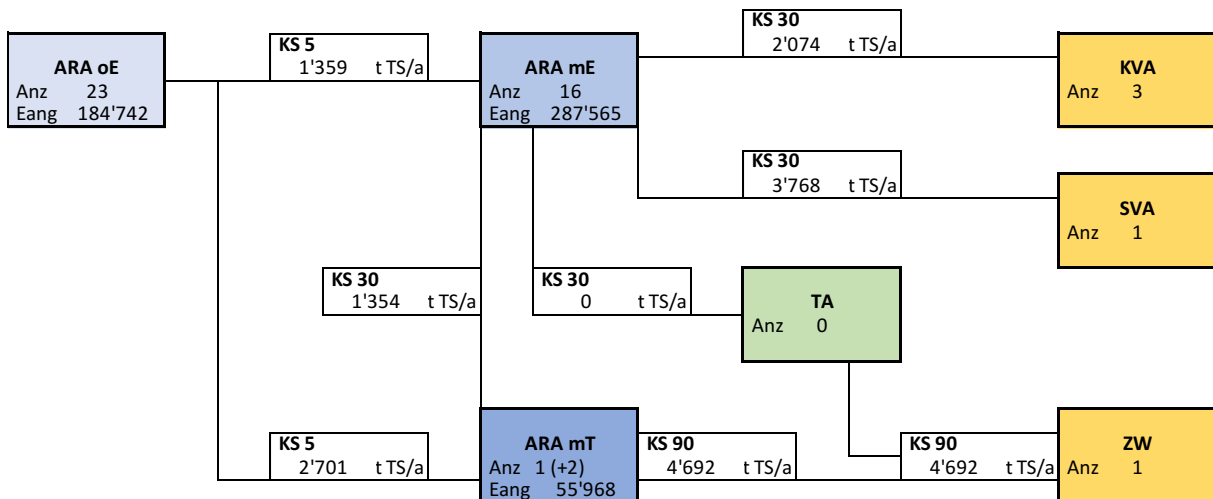 KS 30
2'074 t TS/a
KS 5
1'359 t TS/a
ARA oE
Anz 23
Eang 184'742
ARA mE
Anz 16
Eang 287'565
KVA
Anz 3
KS 30
3'768 t TS/a
SVA
Anz 1
KS 30
1'354 t TS/a
KS 30
0 t TS/a
TA
Anz 0
KS 5
2'701 t TS/a
ARA mT
Anz 1 (+2)
Eang 55'968
KS 90
4'692 t TS/a
KS 90
4'692 t TS/a
ZW
Anz 1